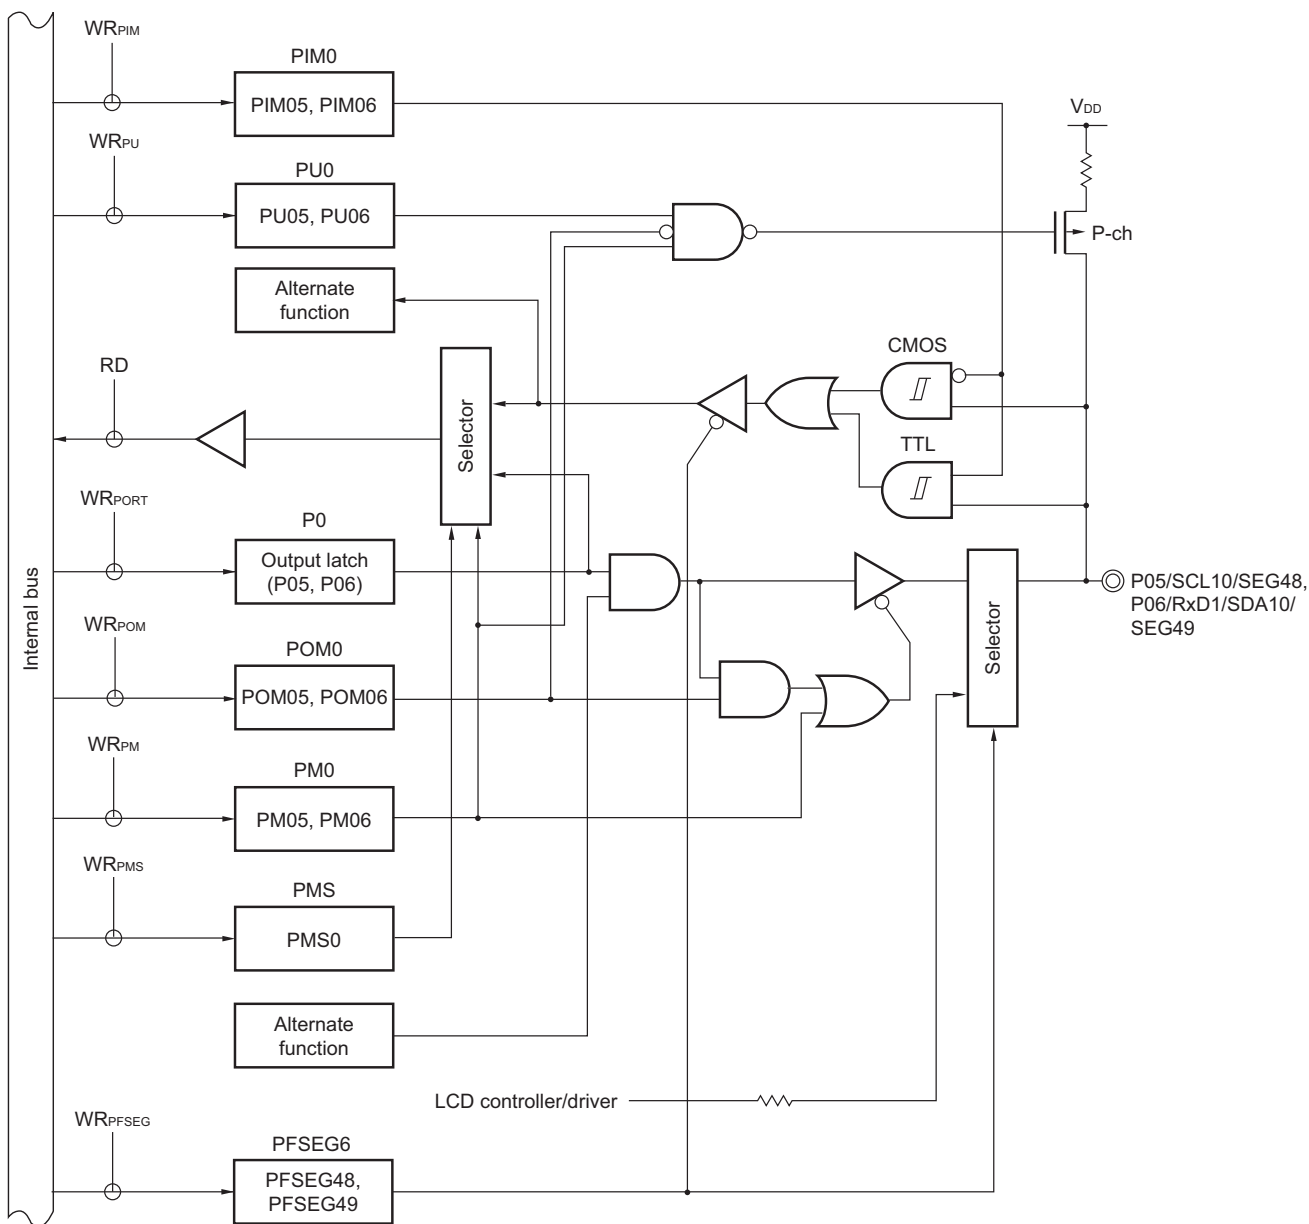 WRPIM
PIM0
PIM05, PIM06
VDD
WRPU
PU0
PU05, PU06
P-ch
Alternate
function
CMOS
RD
Selector
TTL
WRPORT
P0
Output latch
(P05, P06)
Internal bus
P05/SCL10/SEG48,
P06/RxD1/SDA10/
SEG49
Selector
WRPOM
POM0
POM05, POM06
WRPM
PM0
PM05, PM06
WRPMS
PMS
PMS0
Alternate
function
LCD controller/driver
WRPFSEG
PFSEG6
PFSEG48,
PFSEG49